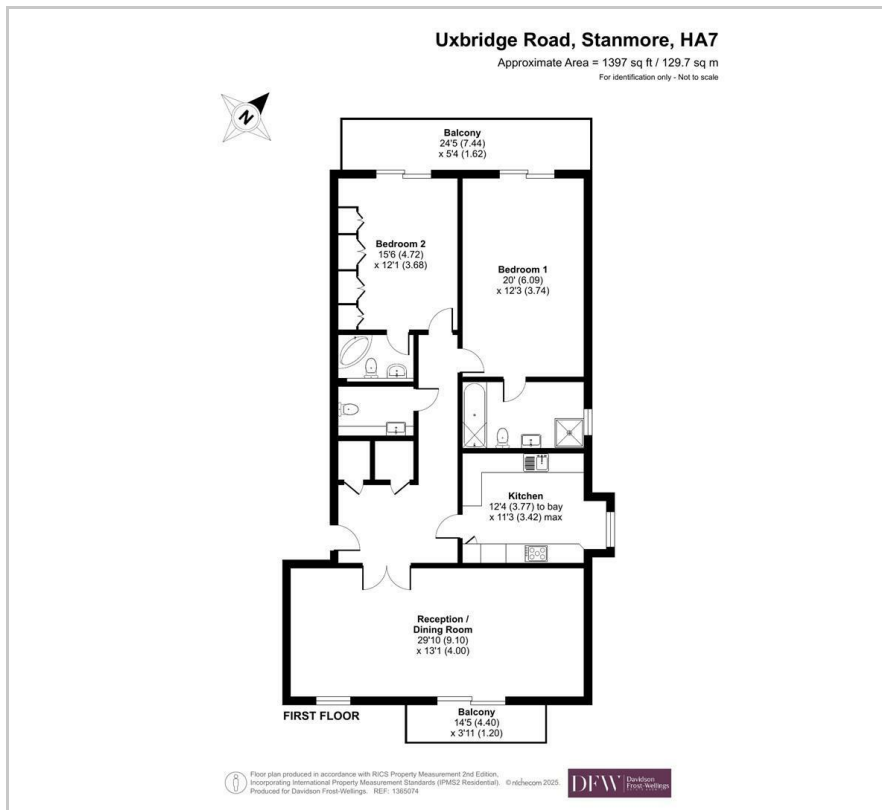 Uxbridge Road, Stanmore, HA7
Approximate Area = 1397 sq ft / 129.7 sq m
For identification only - Not to scale
N
Balcony
24'5 (7.44)
x 5'4 (1.62)
Bedroom 2
15'6 (4.72)
x 12'1 (3.68)
Bedroom 1
20' (6.09)
x 12'3 (3.74)
Kitchen
12'4 (3.77) to bay
x 11'3 (3.42) max
Reception /
Dining Room
29'10 (9.10)
x 13'1 (4.00)
FIRST FLOOR
Balcony
14'5 (4.40)
x 3'11 (1.20)
Floor plan produced in accordance with RICS Property Measurement 2nd Edition,
Incorporating International Property Measurement Standards (IPMS2 Residential). © nichecom 2025.
Produced for Davidson Frost-Wellings. REF: 1365074
DFW
Davidson
Frost-Wellings